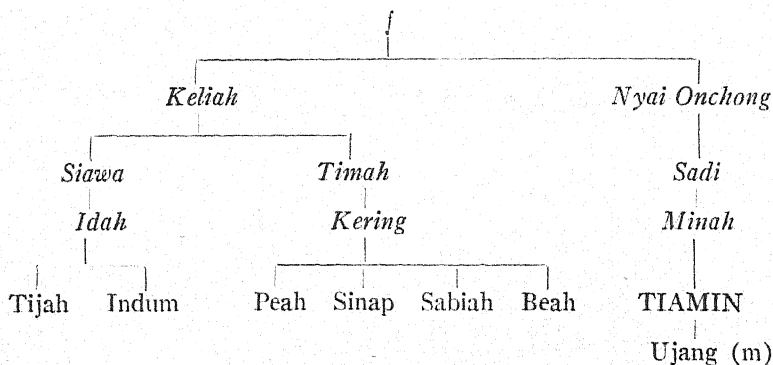 f
Keliah Nyai Onchong
Siawa Timah Sadi
Idah Kering Minah
Tijah Indum Peah Sinap Sabiah Beah TIAMIN
Ujang (m)